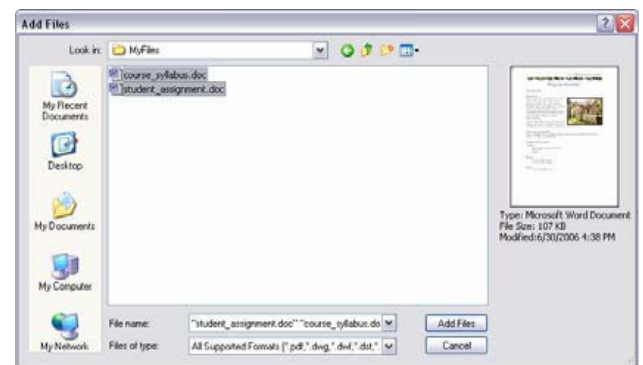 Add Files
Look in:
MyFiles
course_syllabus.doc
student_assignment.doc
My Recent
Documents
Desktop
My Documents
My Computer
My Network
Type: Microsoft Word Document
File Size: 107 KB
Modified:6/30/2006 4:38 PM
File name:
"student_assignment.doc" "course_syllabus.do
Add Files
Files of type:
All Supported Formats (*.pdf,*.dwg,*.dwf,*.dst,*.
Cancel